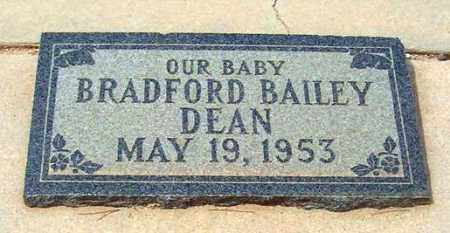 OUR BABY
BRADFORD BAILEY
DEAN
MAY 19, 1953